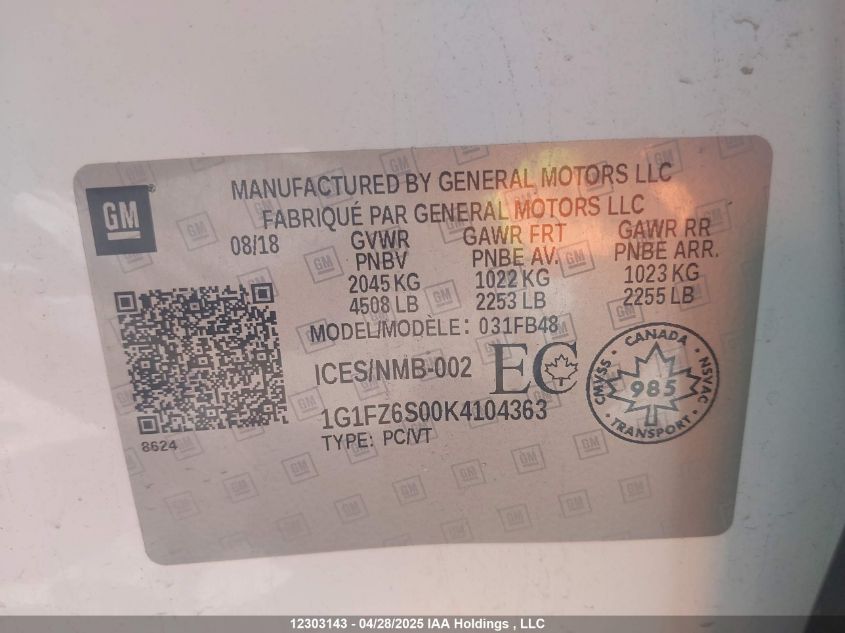 GM
MANUFACTURED BY GENERAL MOTORS LLC
FABRIQUÉ PAR GENERAL MOTORS LLC
08/18 GVWR GAWR FRT GAWR RR
PNBV PNBE AV. PNBE ARR.
2045 KG 1022 KG 1023 KG
4508 LB 2253 LB 2255 LB
MODEL/MODÈLE: 031FB48
ICES/NMB-002 EC
CANADA
CMVSS 985 NSVAC
TRANSPORT
1G1FZ6S00K4104363
TYPE: PC/VT
8624
12303143 - 04/28/2025 IAA Holdings , LLC